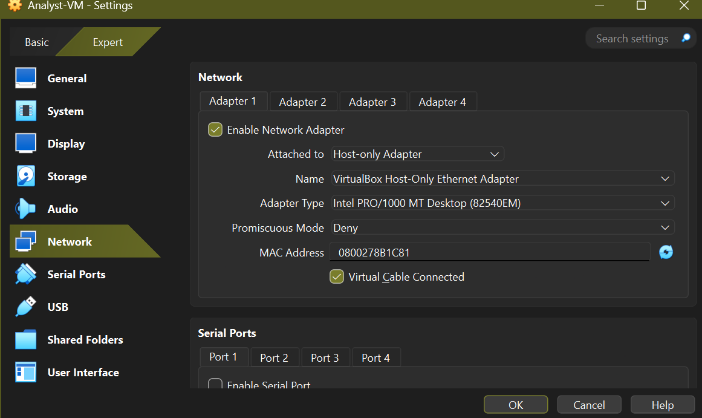 Analyst-VM - Settings
Basic Expert Search settings
General
System
Display
Storage
Audio
Network
Serial Ports
USB
Shared Folders
User Interface
Network
Adapter 1 Adapter 2 Adapter 3 Adapter 4
Enable Network Adapter
Attached to Host-only Adapter
Name VirtualBox Host-Only Ethernet Adapter
Adapter Type Intel PRO/1000 MT Desktop (82540EM)
Promiscuous Mode Deny
MAC Address 0800278B1C81
Virtual Cable Connected
Serial Ports
Port 1 Port 2 Port 3 Port 4
Enable Serial Port
OK Cancel Help